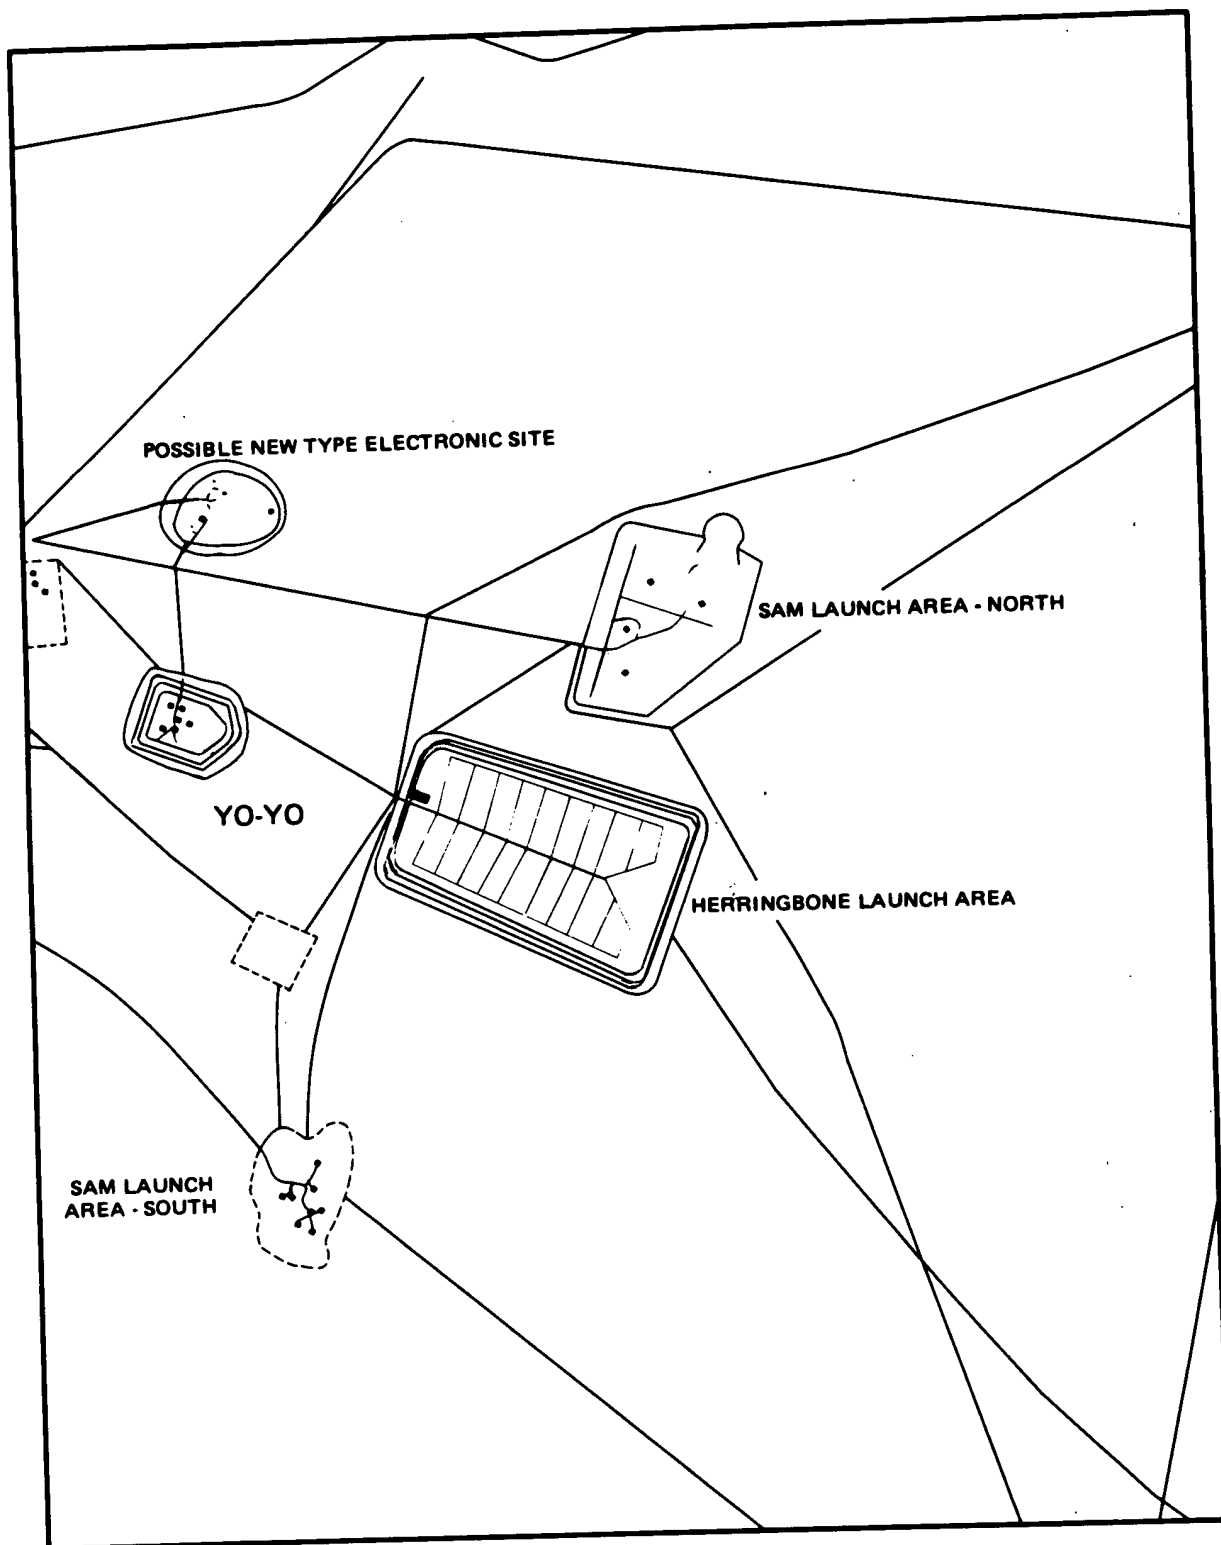 POSSIBLE NEW TYPE ELECTRONIC SITE
SAM LAUNCH AREA - NORTH
YO-YO
HERRINGBONE LAUNCH AREA
SAM LAUNCH
AREA - SOUTH